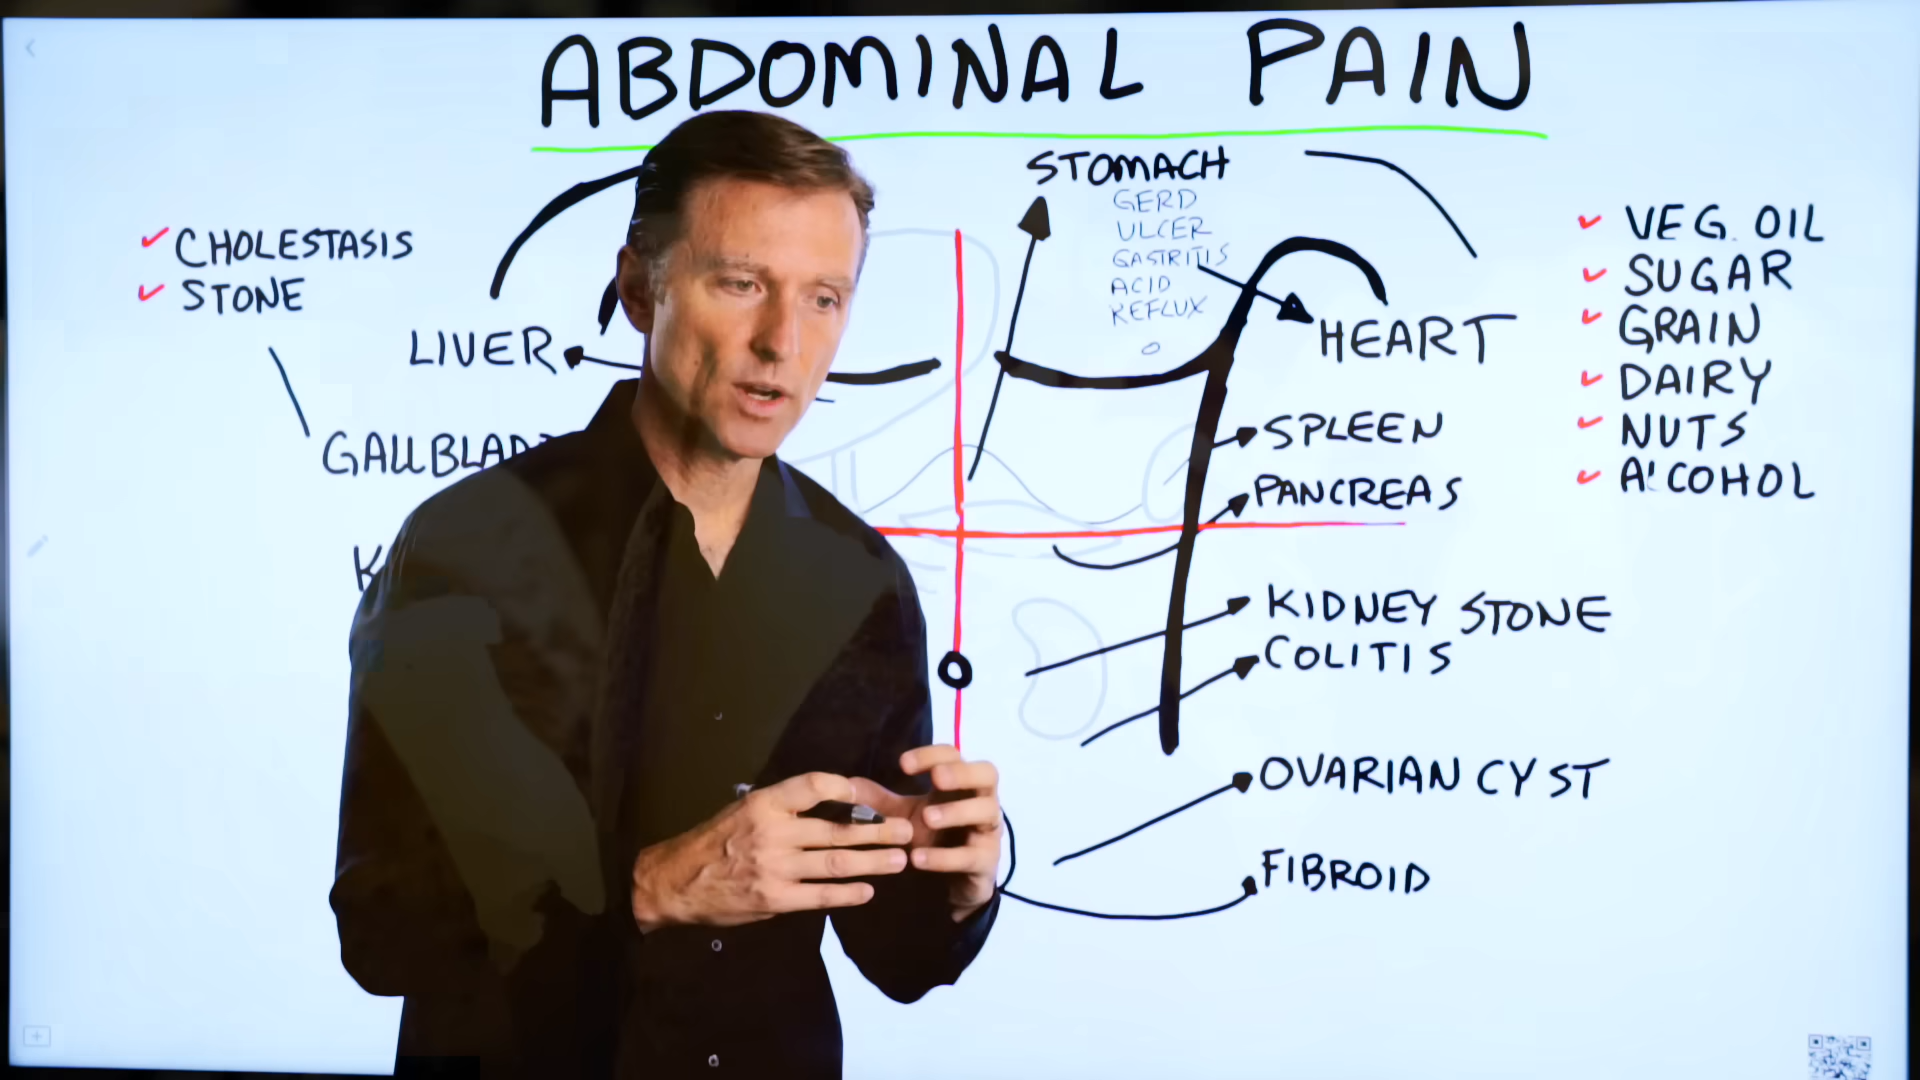 ABDOMINAL PAIN
STOMACH
GERD
ULCER
GASTRITIS
ACID
REFLUX
CHOLESTASIS
STONE
LIVER
HEART
SPLEEN
PANCREAS
KIDNEY STONE
COLITIS
OVARIAN CYST
FIBROID
VEG. OIL
SUGAR
GRAIN
DAIRY
NUTS
ALCOHOL